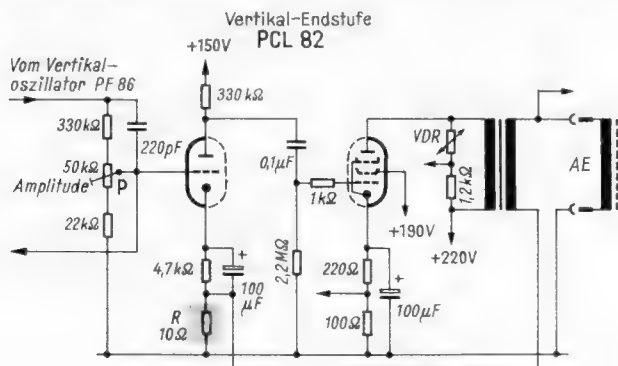 Vertikal-Endstufe
PCL 82
+150V
Vom Vertikal-
oszillator PF 86
330kΩ
330kΩ
220pF
50kΩ
Amplitude
P
22kΩ
0,1µF
1kΩ
VDR
1,2kΩ
AE
+190V
+220V
4,7kΩ
+
100
µF
2,2MΩ
220Ω
+
100Ω
100µF
R
10Ω